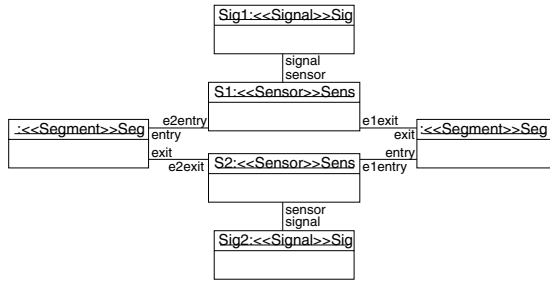 Sig1:<<Signal>>Sig
signal
sensor
S1:<<Sensor>>Sens
e2entry
e1exit
:<<Segment>>Seg
entry
exit
:<<Segment>>Seg
exit
entry
S2:<<Sensor>>Sens
e2exit
e1entry
sensor
signal
Sig2:<<Signal>>Sig